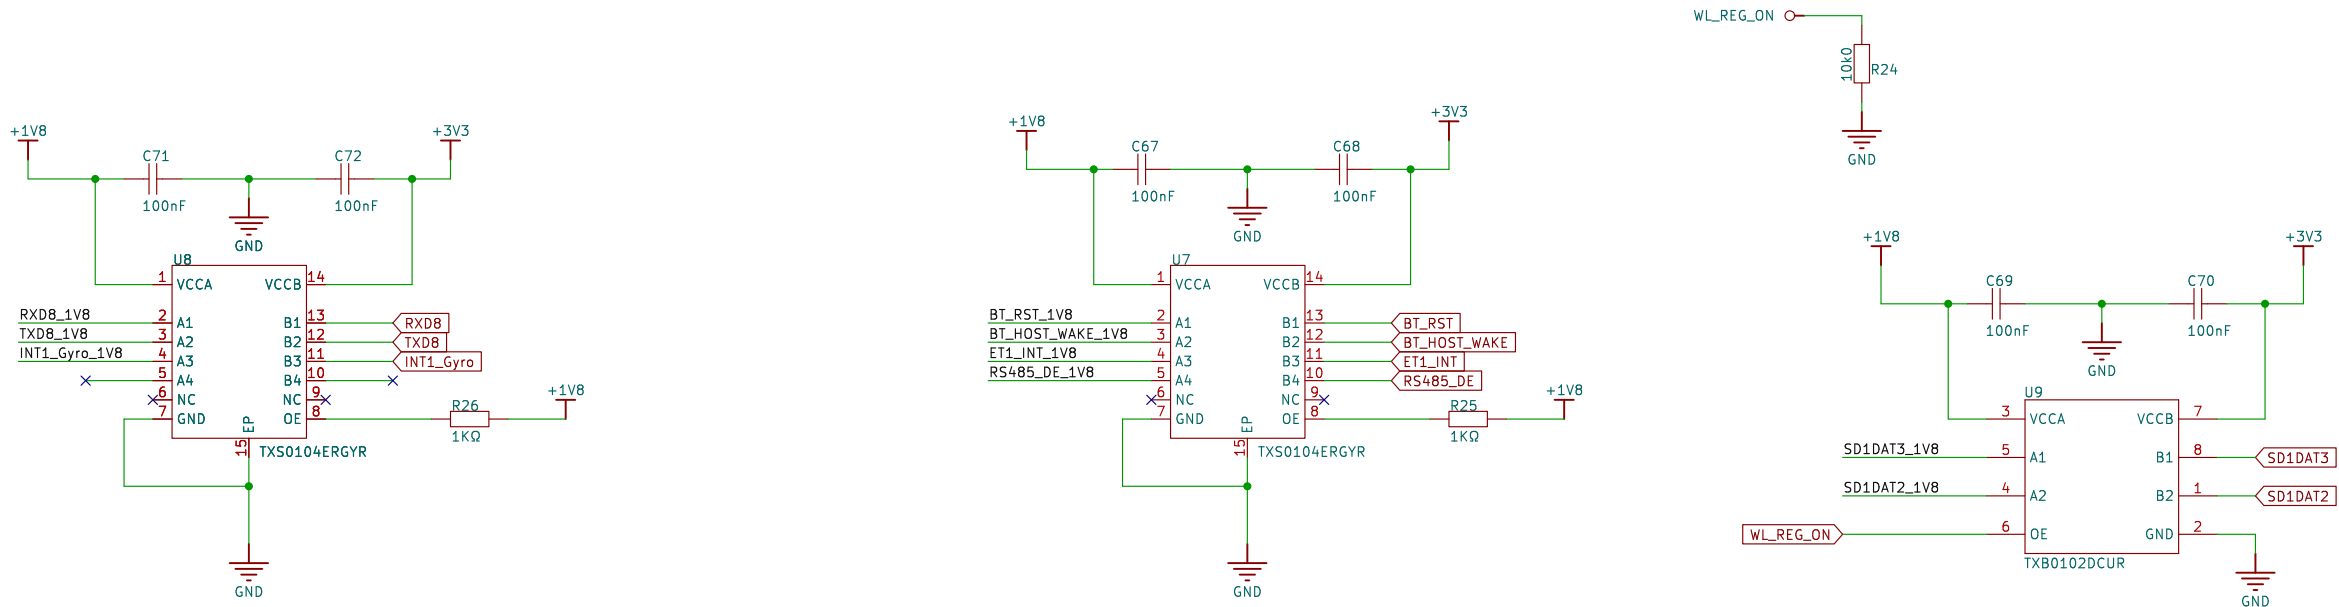 WL_REG_ON
10k0
R24
GND
+1V8
+3V3
C71
C72
100nF
100nF
GND
U8
1
VCCA
VCCB
14
RXD8_1V8
2
A1
B1
13
RXD8
TXD8_1V8
3
A2
B2
12
TXD8
INT1_Gyro_1V8
4
A3
B3
11
INT1_Gyro
5
A4
B4
10
6
NC
NC
9
7
GND
OE
8
EP
15
TXS0104ERGYR
R26
1KΩ
+1V8
GND
+1V8
+3V3
C67
C68
100nF
100nF
GND
U7
1
VCCA
VCCB
14
BT_RST_1V8
2
A1
B1
13
BT_RST
BT_HOST_WAKE_1V8
3
A2
B2
12
BT_HOST_WAKE
ET1_INT_1V8
4
A3
B3
11
ET1_INT
RS485_DE_1V8
5
A4
B4
10
RS485_DE
6
NC
NC
9
7
GND
OE
8
EP
15
TXS0104ERGYR
R25
1KΩ
+1V8
GND
+1V8
+3V3
C69
C70
100nF
100nF
GND
U9
3
VCCA
VCCB
7
SD1DAT3_1V8
5
A1
B1
8
SD1DAT3
SD1DAT2_1V8
4
A2
B2
1
SD1DAT2
WL_REG_ON
6
OE
GND
2
TXB0102DCUR
GND